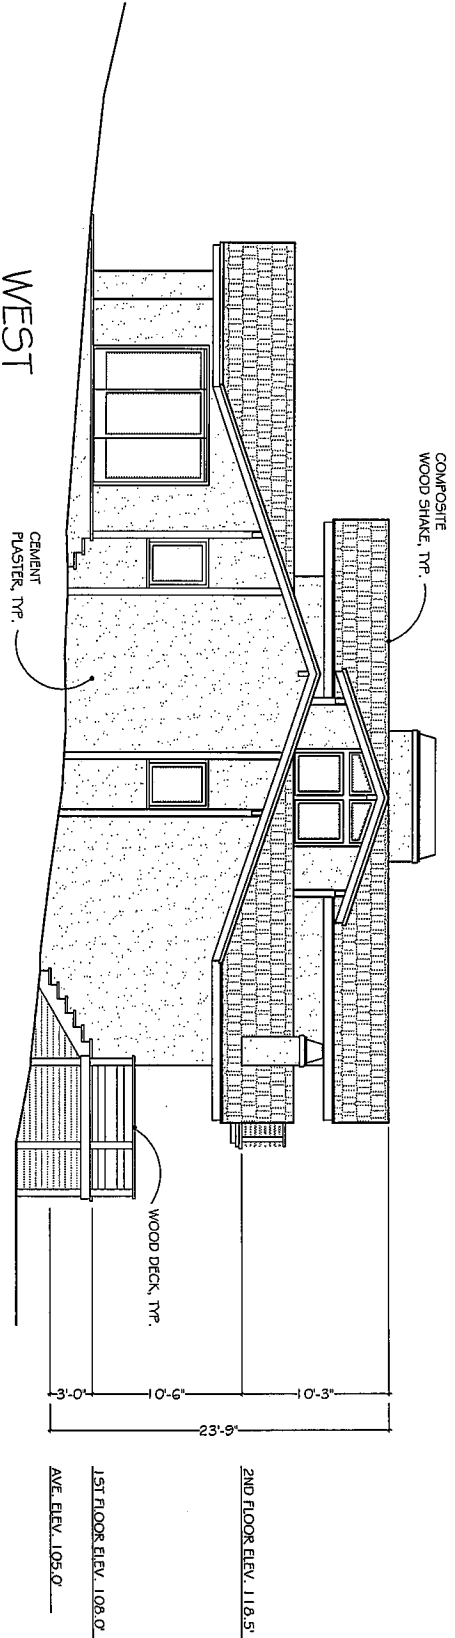 COMPOSITE
WOOD SHAKE, TYP.
CEMENT
PLASTER, TYP.
WOOD DECK, TYP.
10'-3"
10'-6"
3'-0"
23'-9"
2ND FLOOR ELEV. 118.5'
1ST FLOOR ELEV. 108.0'
AVE. ELEV. 105.0'
WEST